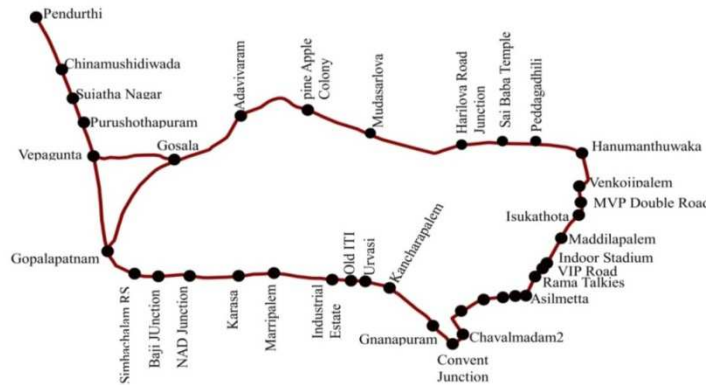 Pendurthi
Chinamushidiwada
Sujatha Nagar
Purushothapuram
Vepagunta
Gosala
Adavivaram
pine Apple
Colony
Mudasarlova
Harilova Road
Junction
Sai Baba Temple
Peddagadhili
Hanumanthuwaka
Venkojipalem
MVP Double Road
Isukathota
Maddilapalem
Indoor Stadium
VIP Road
Rama Talkies
Asilmetta
Chavalmadam2
Convent
Junction
Gnanapuram
Kancharapalem
Urvasi
Old ITI
Industrial
Estate
Marripalem
Karasa
NAD Junction
Baji JUnction
Simhachalam RS
Gopalapatnam